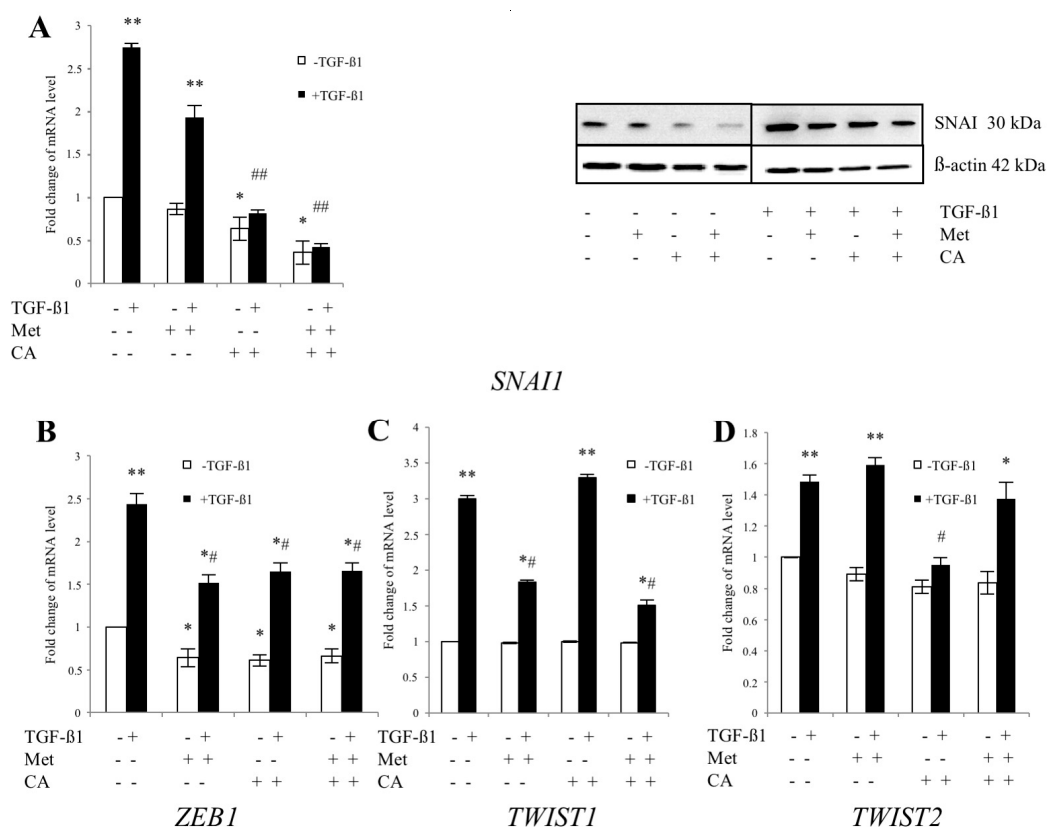 A
Fold change of mRNA level
3
2.5
2
1.5
1
0.5
0
**
**
*
##
*
##
-TGF-ß1
+TGF-ß1
TGF-ß1 - + - + - + - +
Met - - + + - - + +
CA - - - - + + + +
SNAI 30 kDa
ß-actin 42 kDa
- - - - + + + + TGF-ß1
- + - + - + - + Met
- - + + - - + + CA
SNAI1
B
Fold change of mRNA level
3
2.5
2
1.5
1
0.5
0
**
*
*#
*
*#
*
*#
-TGF-ß1
+TGF-ß1
TGF-ß1 - + - + - + - +
Met - - + + - - + +
CA - - - - + + + +
ZEB1
C
Fold change of mRNA level
4
3.5
3
2.5
2
1.5
1
0.5
0
**
*#
**
*#
-TGF-ß1
+TGF-ß1
TGF-ß1 - + - + - + - +
Met - - + + - - + +
CA - - - - + + + +
TWIST1
D
Fold change of mRNA level
1.8
1.6
1.4
1.2
1
0.8
0.6
0.4
0.2
0
**
**
#
*
-TGF-ß1
+TGF-ß1
TGF-ß1 - + - + - + - +
Met - - + + - - + +
CA - - - - + + + +
TWIST2